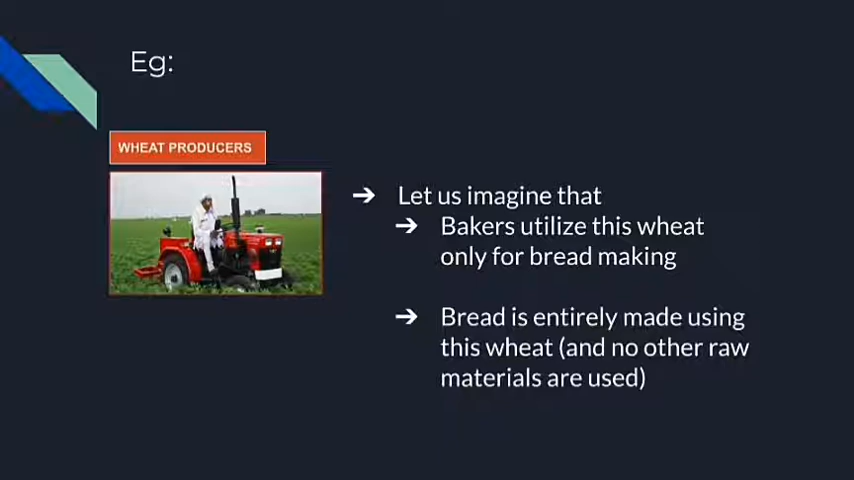 Eg:
WHEAT PRODUCERS
➔ Let us imagine that
➔ Bakers utilize this wheat
only for bread making
➔ Bread is entirely made using
this wheat (and no other raw
materials are used)